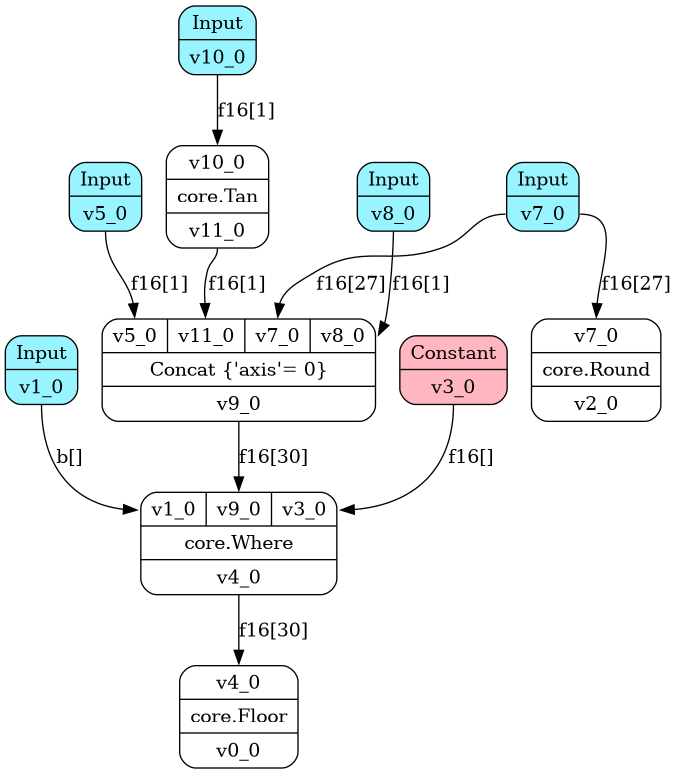 Input
v10_0
f16[1]
v10_0
core.Tan
v11_0
Input
v5_0
Input
v8_0
Input
v7_0
f16[1]
f16[1]
f16[27]
f16[1]
f16[27]
v5_0 v11_0 v7_0 v8_0
Concat {'axis'= 0}
v9_0
Input
v1_0
Constant
v3_0
v7_0
core.Round
v2_0
b[]
f16[30]
f16[]
v1_0 v9_0 v3_0
core.Where
v4_0
f16[30]
v4_0
core.Floor
v0_0